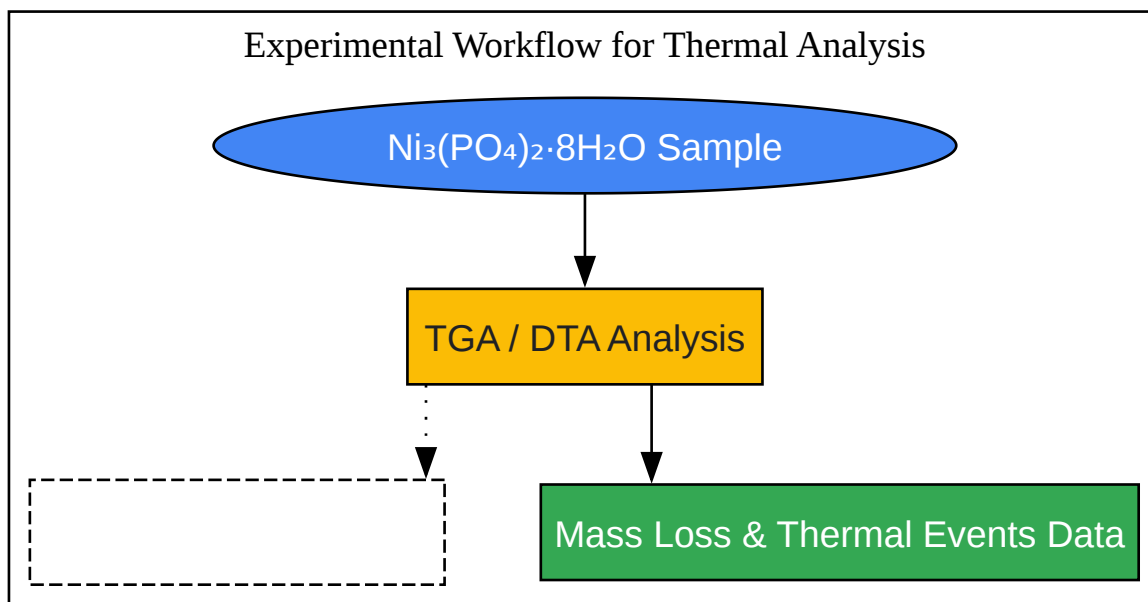 Experimental Workflow for Thermal Analysis
Ni₃(PO₄)₂·8H₂O Sample
TGA / DTA Analysis
Mass Loss & Thermal Events Data